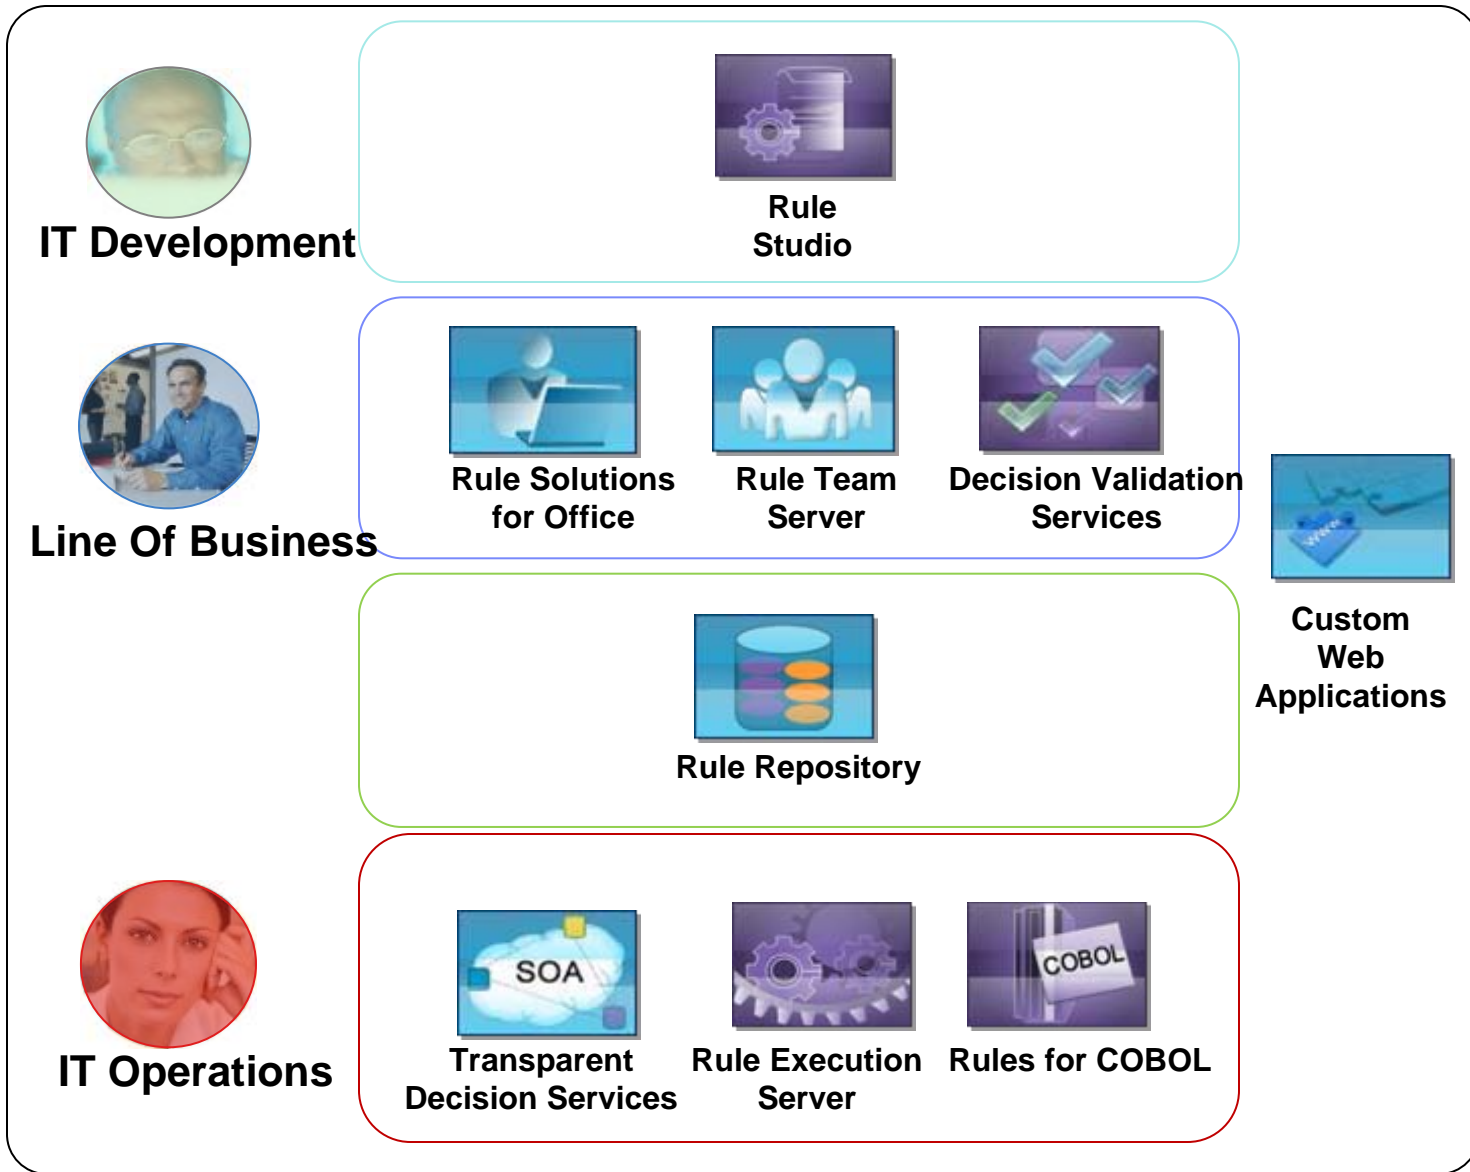 IT Development
Rule
Studio
Line Of Business
Rule Solutions
for Office
Rule Team
Server
Decision Validation
Services
www
Custom
Web
Applications
Rule Repository
IT Operations
SOA
Transparent
Decision Services
Rule Execution
Server
COBOL
Rules for COBOL